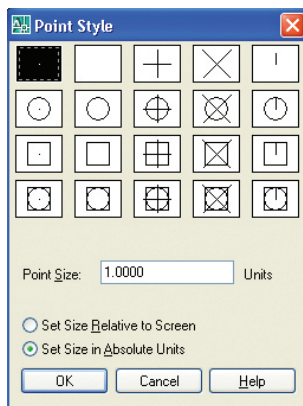 Point Style
Point Size: 1.0000 Units
Set Size Relative to Screen
Set Size in Absolute Units
OK Cancel Help